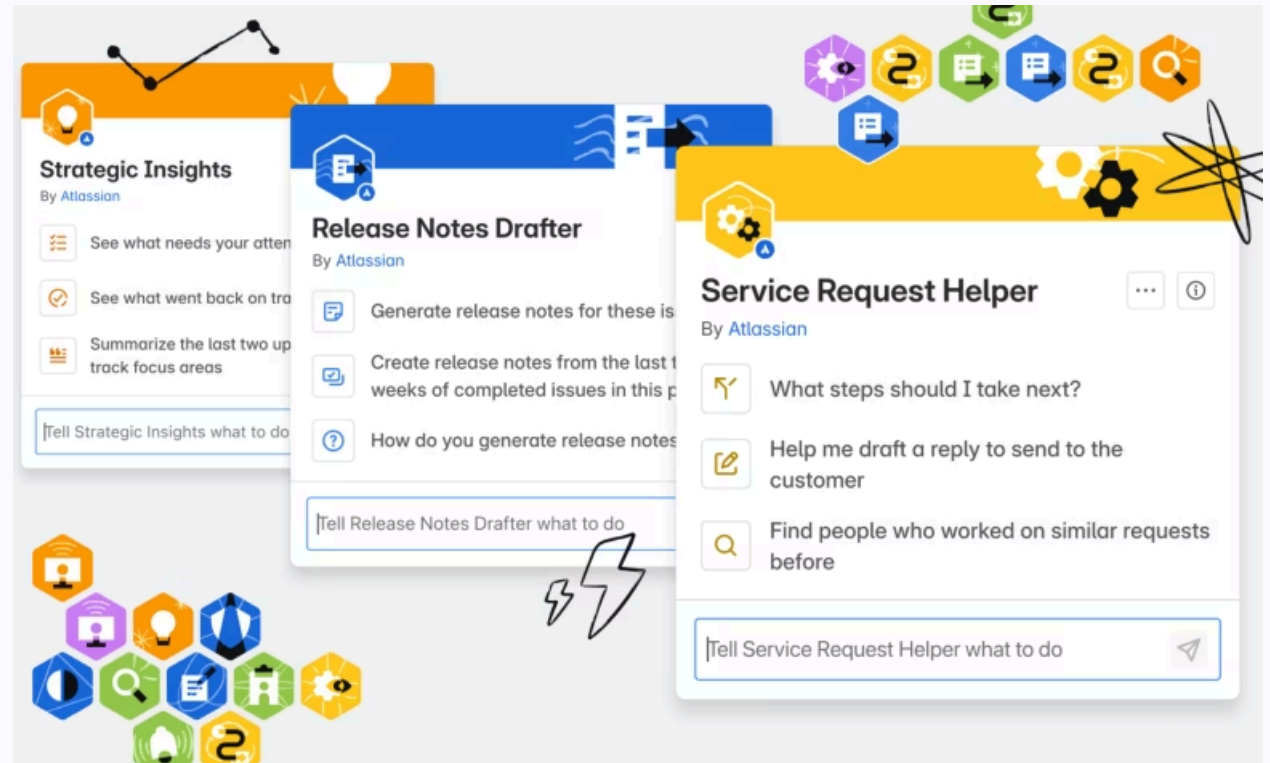 Strategic Insights
By Atlassian
See what needs your atten
See what went back on tra
Summarize the last two up
track focus areas
Tell Strategic Insights what to do
Release Notes Drafter
By Atlassian
Generate release notes for these is
Create release notes from the last t
weeks of completed issues in this p
How do you generate release notes
Tell Release Notes Drafter what to do
Service Request Helper
By Atlassian
What steps should I take next?
Help me draft a reply to send to the
customer
Find people who worked on similar requests
before
Tell Service Request Helper what to do